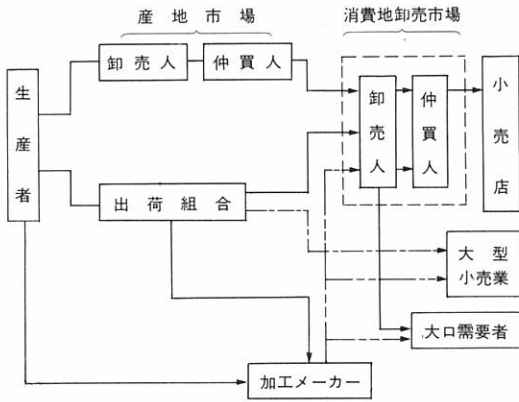 産地市場
消費地卸売市場
卸売人
仲買人
生産者
卸売人
仲買人
小売店
出荷組合
大型
小売業
大口需要者
加工メーカー